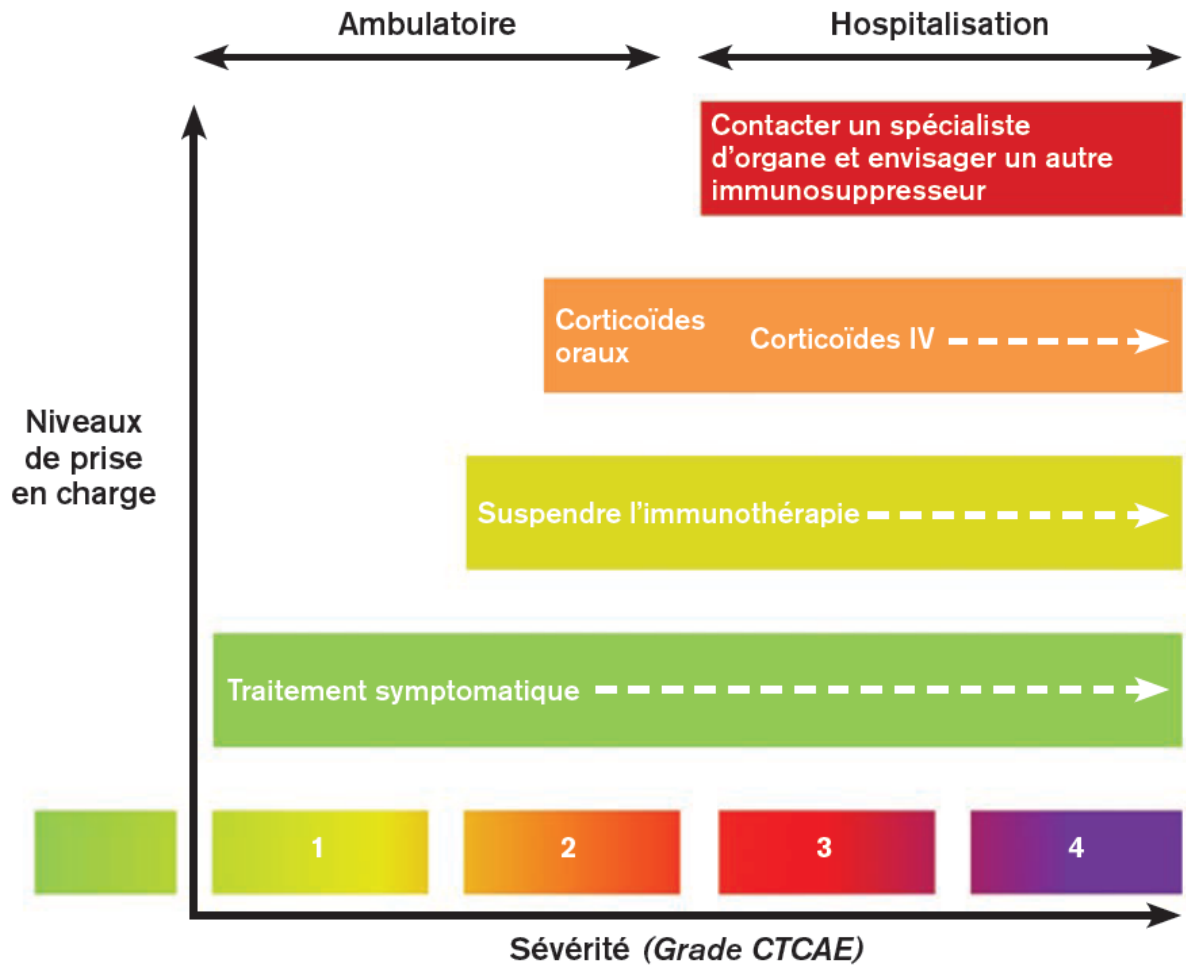 Ambulatoire
Hospitalisation
Contacter un spécialiste
d’organe et envisager un autre
immunosuppresseur
Corticoïdes
oraux
Corticoïdes IV
Niveaux
de prise
en charge
Suspendre l’immunothérapie
Traitement symptomatique
1
2
3
4
Sévérité (Grade CTCAE)